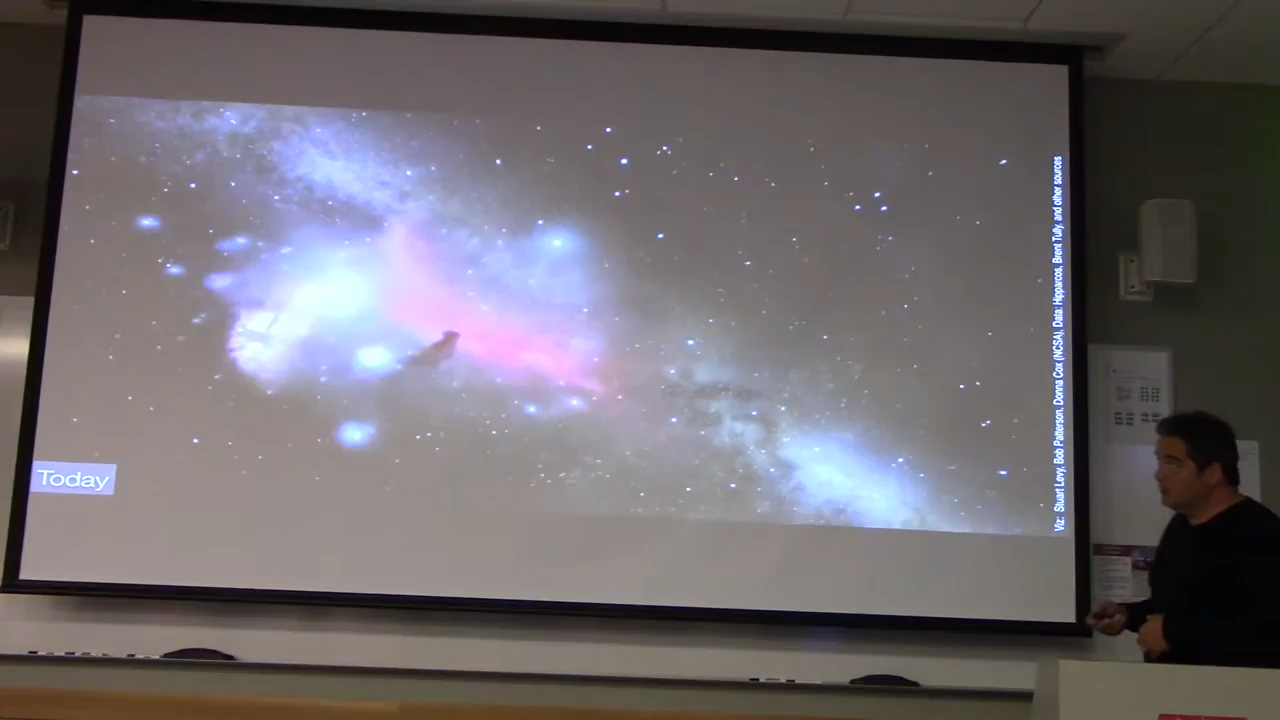 Today
Viz: Stuart Levy, Bob Patterson, Donna Cox (NCSA), Data: Hipparcos, Brent Tully, and other sources